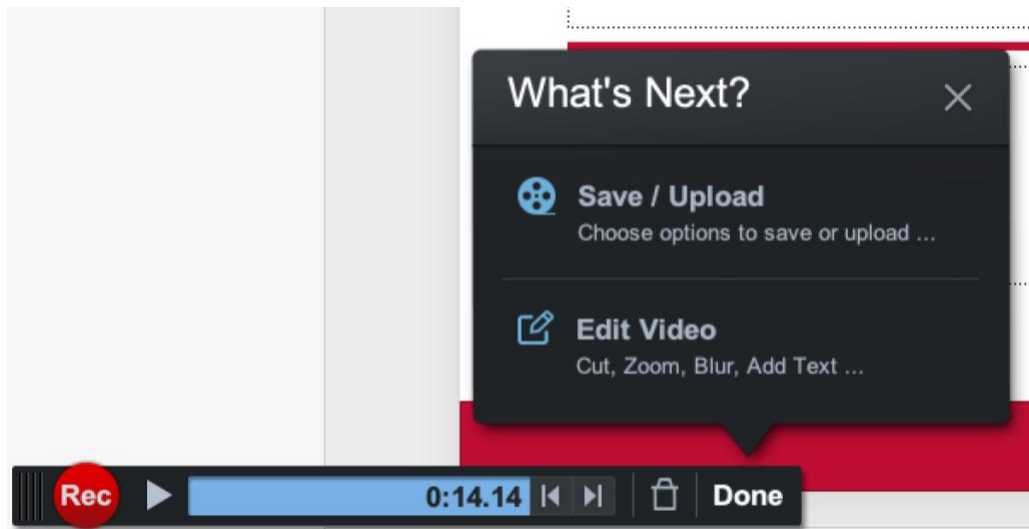 What's Next?
Save / Upload
Choose options to save or upload ...
Edit Video
Cut, Zoom, Blur, Add Text ...
Rec 0:14.14 Done